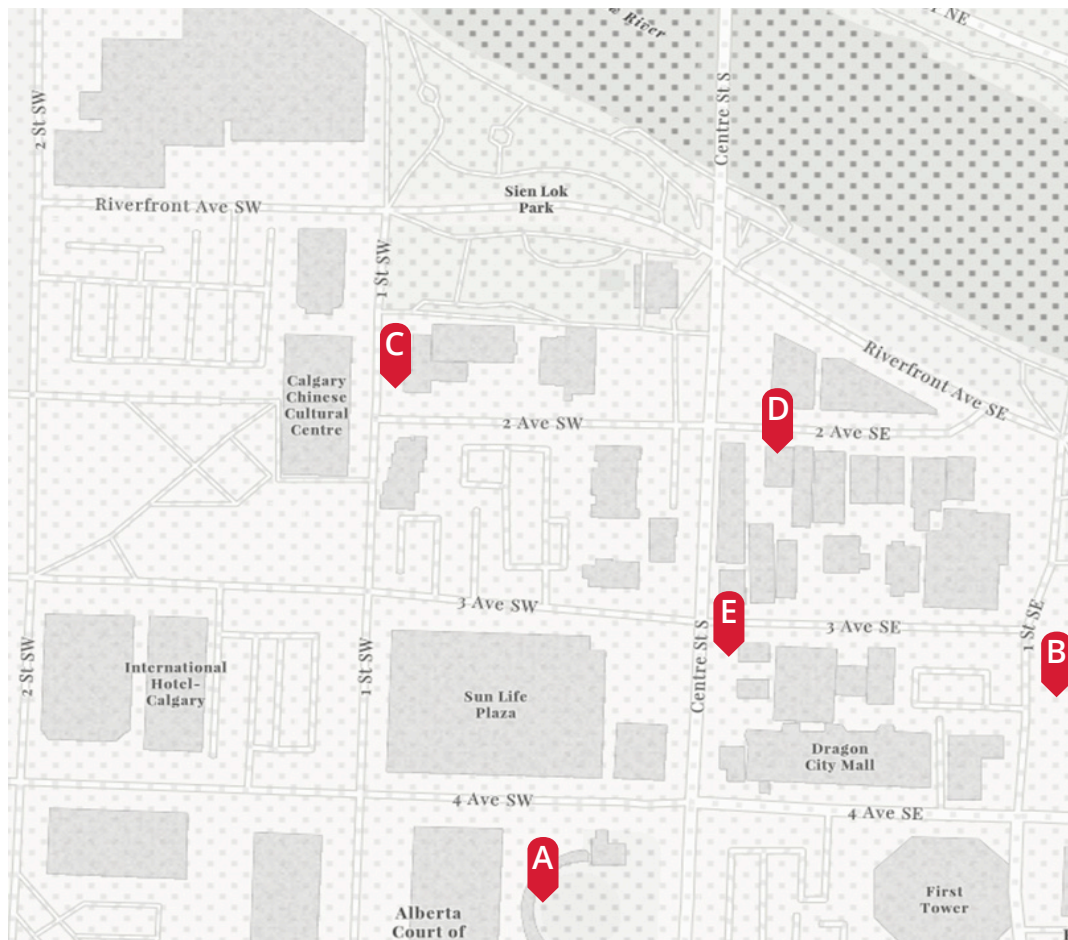 NE
River
2 St SW
Centre St S
Riverfront Ave SW
Sien Lok
Park
1 St SW
C
Calgary
Chinese
Cultural
Centre
Riverfront Ave SE
D
2 Ave SW
2 Ave SE
3 Ave SW
E
3 Ave SE
1 St SE
B
2 St SW
International
Hotel-
Calgary
1 St SW
Sun Life
Plaza
Centre St S
Dragon
City Mall
4 Ave SW
4 Ave SE
A
First
Tower
Alberta
Court of